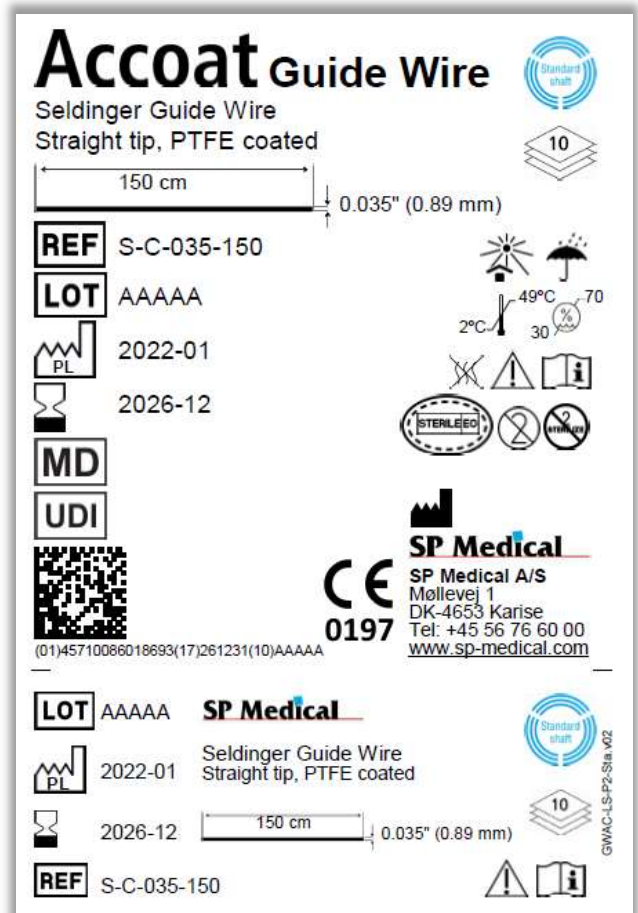 Accoat Guide Wire
Standard shaft
Seldinger Guide Wire
Straight tip, PTFE coated
10
150 cm
0.035" (0.89 mm)
REF S-C-035-150
LOT AAAAA
49ºC 70
2ºC % 30
PL 2022-01
2026-12
STERILE EO 2 2 STERILIZE
MD
UDI
SP Medical
CE 0197
SP Medical A/S
Møllevej 1
DK-4653 Karise
Tel: +45 56 76 60 00
www.sp-medical.com
(01)45710086018693(17)261231(10)AAAAA
LOT AAAAA SP Medical
Standard shaft
PL 2022-01
Seldinger Guide Wire
Straight tip, PTFE coated
10
2026-12 150 cm 0.035" (0.89 mm)
REF S-C-035-150
GWAC-LS-P2-Sta.v02